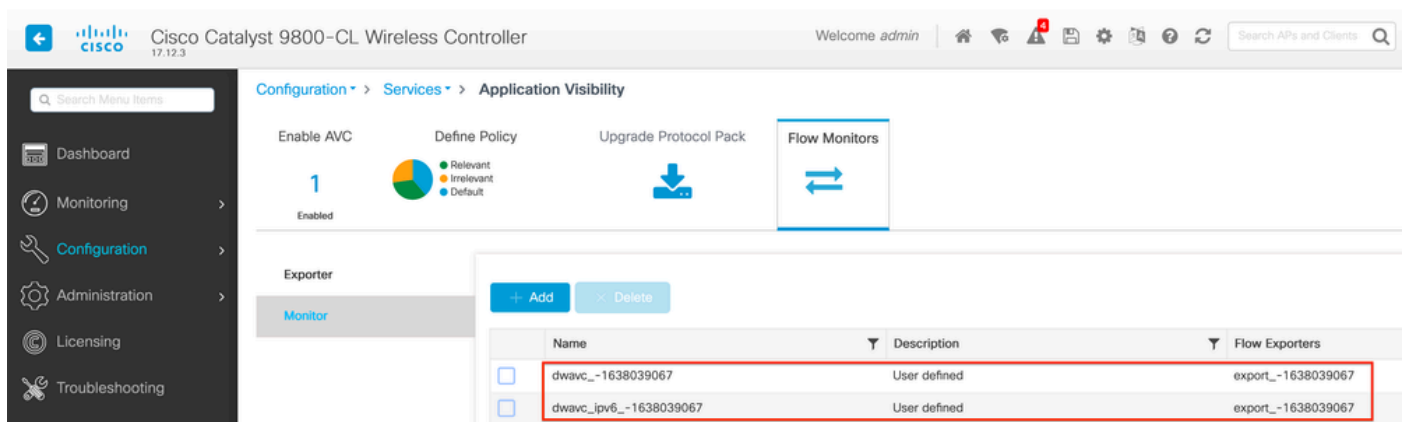 CISCO
Cisco Catalyst 9800-CL Wireless Controller
17.12.3
Welcome admin
4
Search APs and Clients
Search Menu Items
Dashboard
Monitoring
Configuration
Administration
Licensing
Troubleshooting
Configuration > Services > Application Visibility
Enable AVC
1
Enabled
Define Policy
Relevant
Irrelevant
Default
Upgrade Protocol Pack
Flow Monitors
Exporter
Monitor
+ Add × Delete
Name Description Flow Exporters
dwavc_-1638039067 User defined export_-1638039067
dwavc_ipv6_-1638039067 User defined export_-1638039067